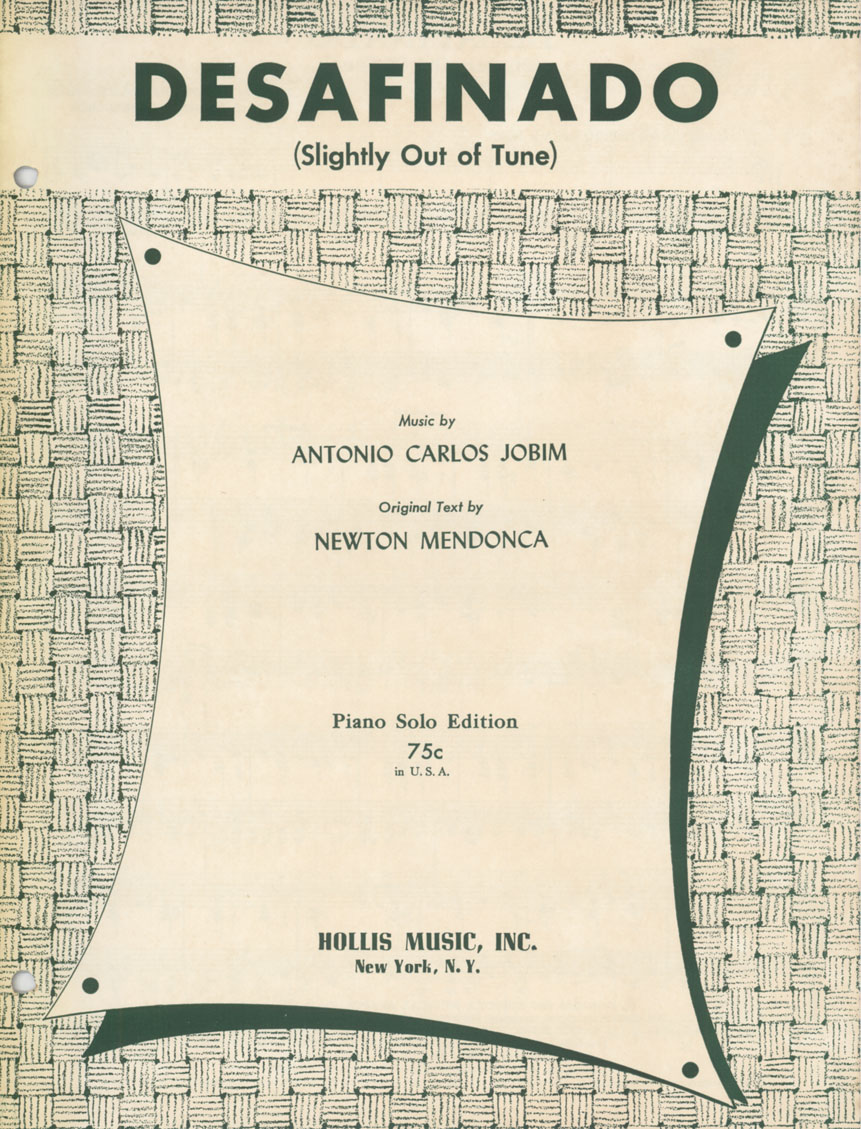 DESAFINADO
(Slightly Out of Tune)
Music by
ANTONIO CARLOS JOBIM
Original Text by
NEWTON MENDONCA
Piano Solo Edition
75c
in U. S. A.
HOLLIS MUSIC, INC.
New York, N. Y.